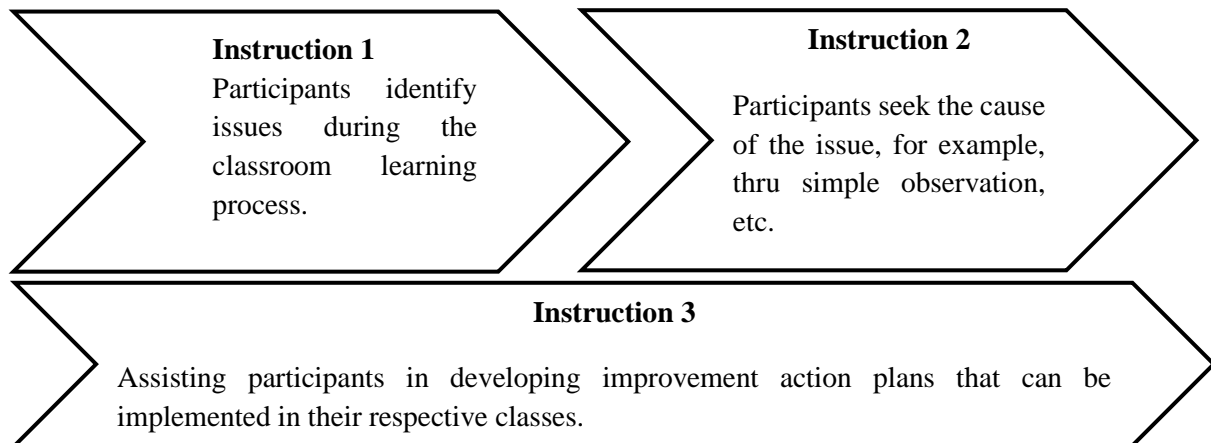 Instruction 1
Participants identify
issues during the
classroom learning
process.
Instruction 2
Participants seek the cause
of the issue, for example,
thru simple observation,
etc.
Instruction 3
Assisting participants in developing improvement action plans that can be
implemented in their respective classes.